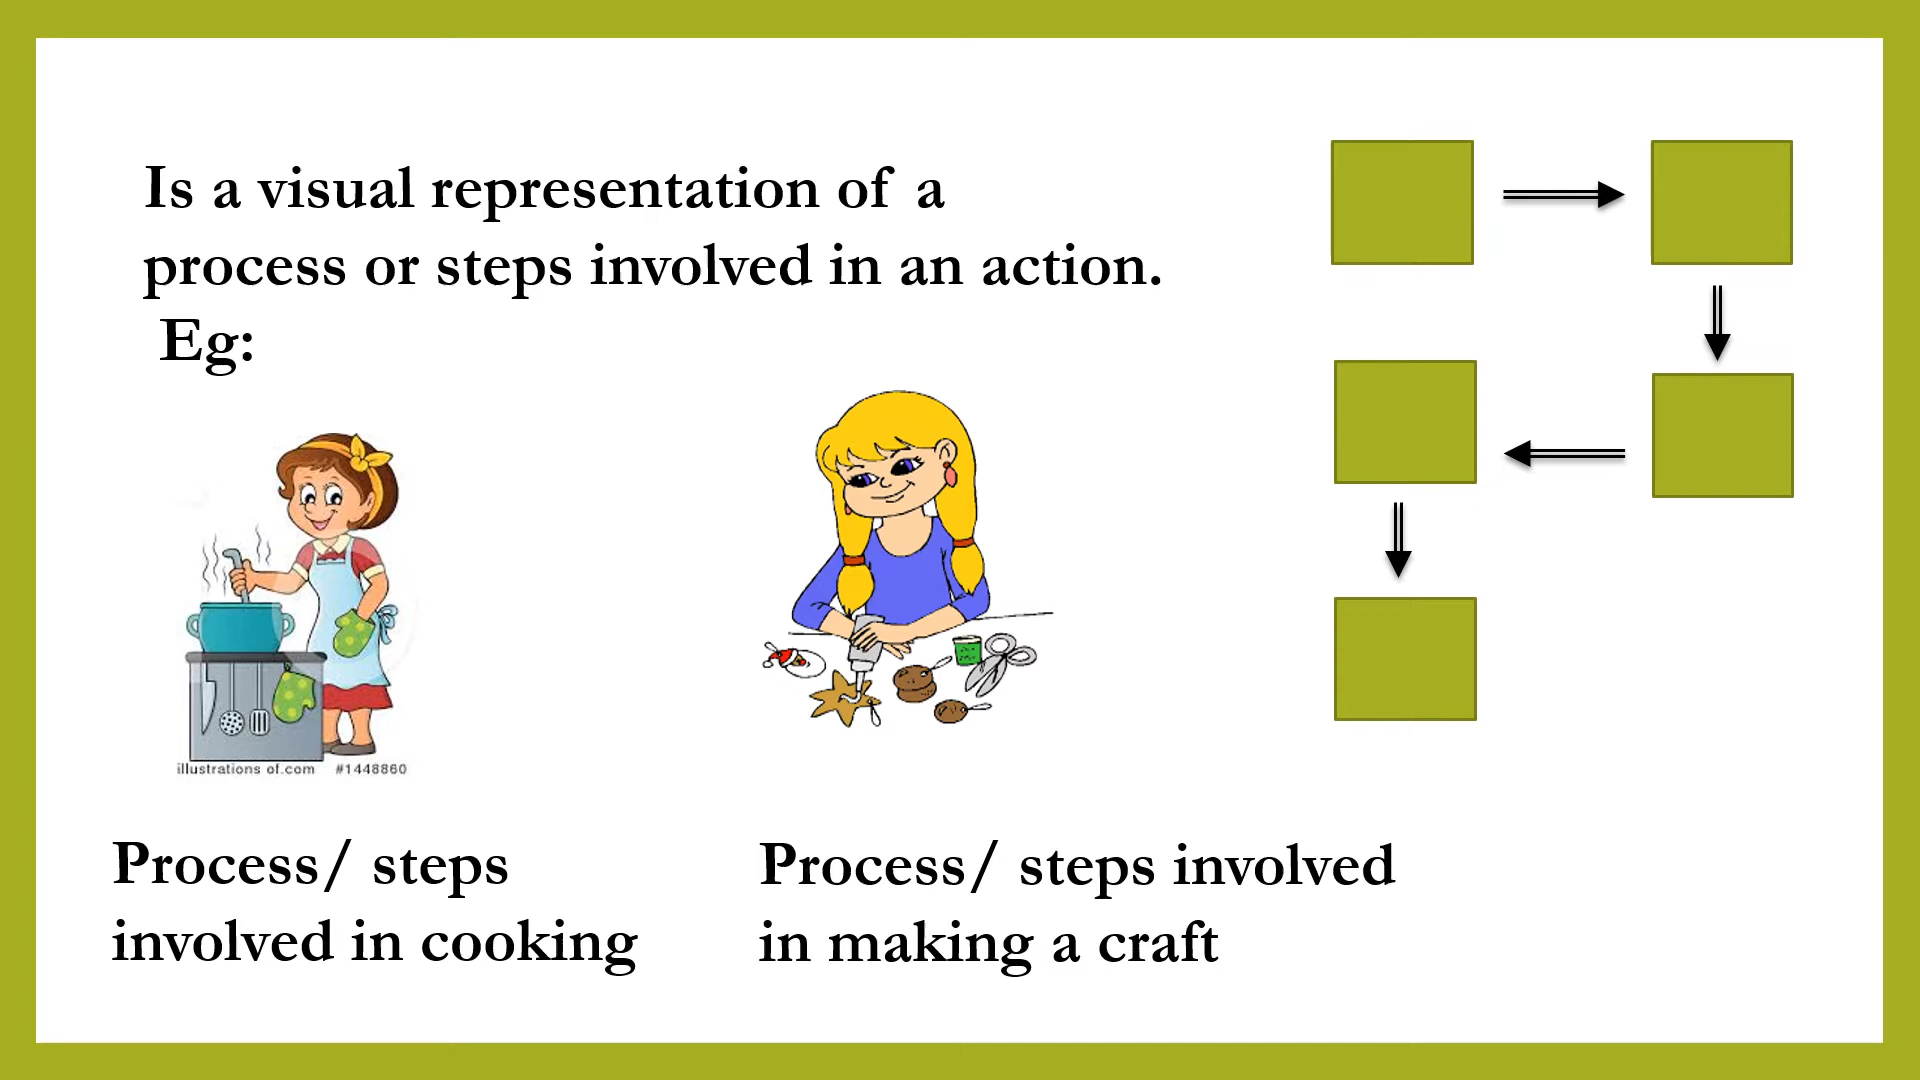 Is a visual representation of a
process or steps involved in an action.
Eg:
illustrations of.com #1448860
Process/ steps
involved in cooking
Process/ steps involved
in making a craft